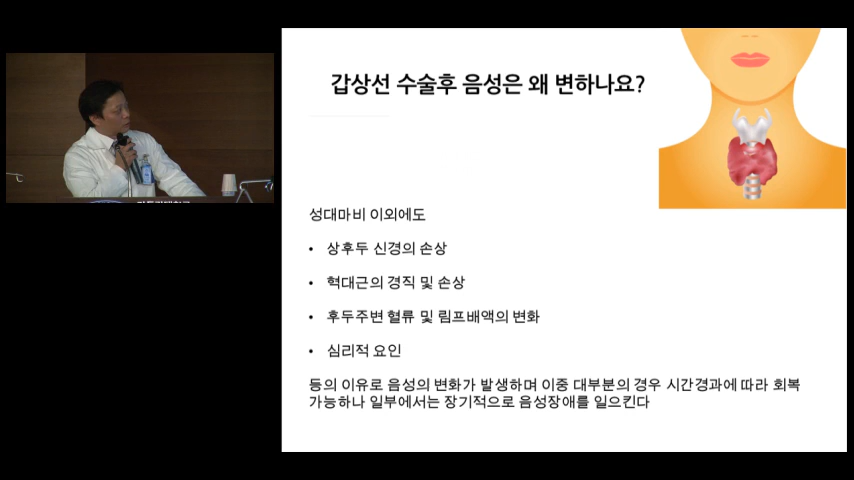 갑상선 수술후 음성은 왜 변하나요?
성대마비 이외에도
• 상후두 신경의 손상
• 혁대근의 경직 및 손상
• 후두주변 혈류 및 림프배액의 변화
• 심리적 요인
등의 이유로 음성의 변화가 발생하며 이중 대부분의 경우 시간경과에 따라 회복
가능하나 일부에서는 장기적으로 음성장애를 일으킨다